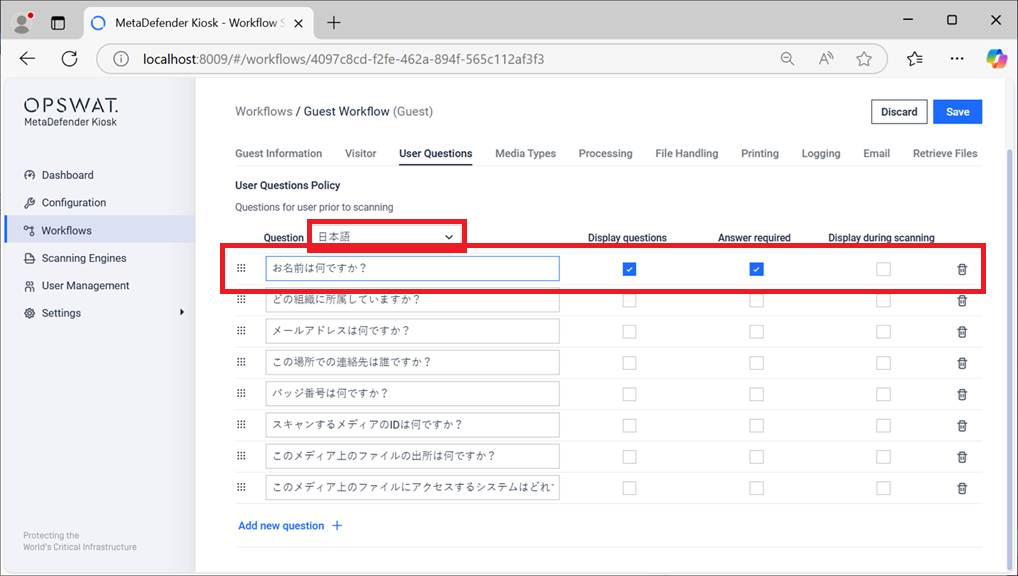 MetaDefender Kiosk - Workflow S
localhost:8009/#/workflows/4097c8cd-f2fe-462a-894f-565c112af3f3
OPSWAT.
MetaDefender Kiosk
Dashboard
Configuration
Workflows
Scanning Engines
User Management
Settings
Protecting the
World's Critical Infrastructure
Workflows / Guest Workflow (Guest)
Discard
Save
Guest Information Visitor User Questions Media Types Processing File Handling Printing Logging Email Retrieve Files
User Questions Policy
Questions for user prior to scanning
Question 日本語 Display questions Answer required Display during scanning
お名前は何ですか？
どの組織に所属していますか？
メールアドレスは何ですか？
この場所での連絡先は誰ですか？
バッジ番号は何ですか？
スキャンするメディアのIDは何ですか？
このメディア上のファイルの出所は何ですか？
このメディア上のファイルにアクセスするシステムはどれ
Add new question +